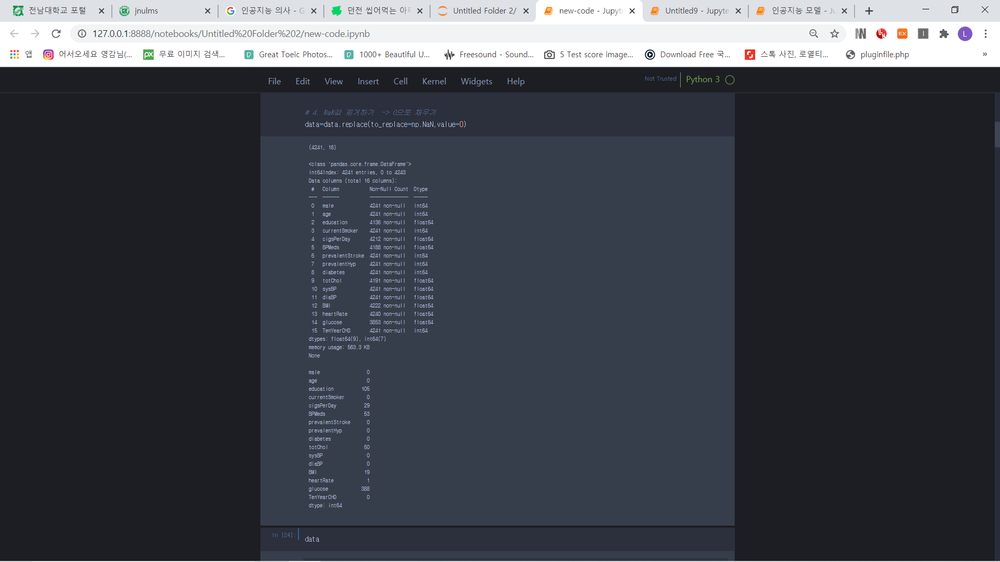 전남대학교 포털
jnulms
인공지능 의사 - G
던전 씹어먹는 아티
Untitled Folder 2/
new-code - Jupyte
Untitled9 - Jupyte
인공지능 모델 - Ju
127.0.0.1:8888/notebooks/Untitled%20Folder%202/new-code.ipynb
EX
I
L
앱
어서오세요 영감님(...
px
무료 이미지 검색...
Great Toeic Photos...
1000+ Beautiful U...
Freesound - Sound...
5 Test score image...
Download Free 국...
스톡 사진, 로열티...
pluginfile.php
»
File Edit View Insert Cell Kernel Widgets Help
Not Trusted
Python 3
# 4. NaN값 제거하기 -> 0으로 채우기
data=data.replace(to_replace=np.NaN,value=0)
(4241, 16)
<class 'pandas.core.frame.DataFrame'>
Int64Index: 4241 entries, 0 to 4243
Data columns (total 16 columns):
# Column Non-Null Count Dtype
--- ------ -------------- -----
0 male 4241 non-null int64
1 age 4241 non-null int64
2 education 4136 non-null float64
3 currentSmoker 4241 non-null int64
4 cigsPerDay 4212 non-null float64
5 BPMeds 4188 non-null float64
6 prevalentStroke 4241 non-null int64
7 prevalentHyp 4241 non-null int64
8 diabetes 4241 non-null int64
9 totChol 4191 non-null float64
10 sysBP 4241 non-null float64
11 diaBP 4241 non-null float64
12 BMI 4222 non-null float64
13 heartRate 4240 non-null float64
14 glucose 3853 non-null float64
15 TenYearCHD 4241 non-null int64
dtypes: float64(9), int64(7)
memory usage: 563.3 KB
None
male 0
age 0
education 105
currentSmoker 0
cigsPerDay 29
BPMeds 53
prevalentStroke 0
prevalentHyp 0
diabetes 0
totChol 50
sysBP 0
diaBP 0
BMI 19
heartRate 1
glucose 388
TenYearCHD 0
dtype: int64
In [24]:
data